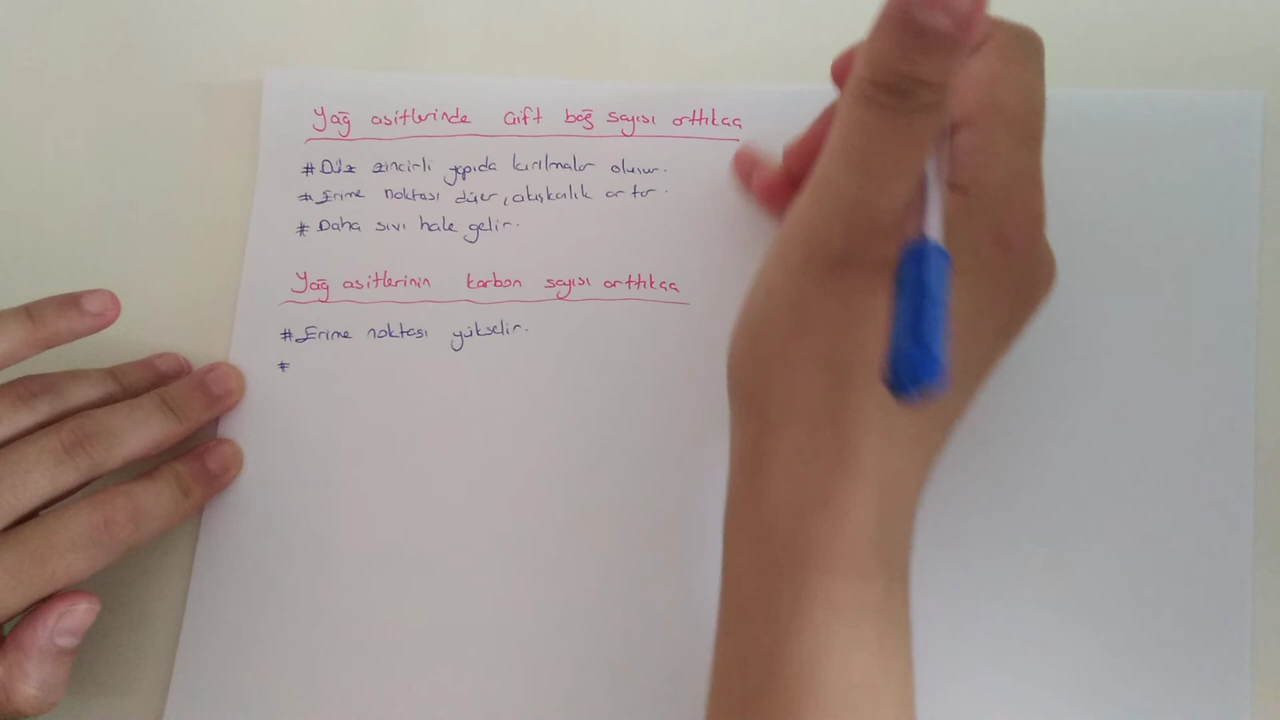 Yağ asitlerinde çift bağ sayısı arttıkça
#Düz zincirli yapıda kırılmalar oluşur.
#Erime noktası düşer, akışkanlık artar.
# Daha sıvı hale gelir.
Yağ asitlerinin karbon sayısı arttıkça
#Erime noktası yükselir.
#